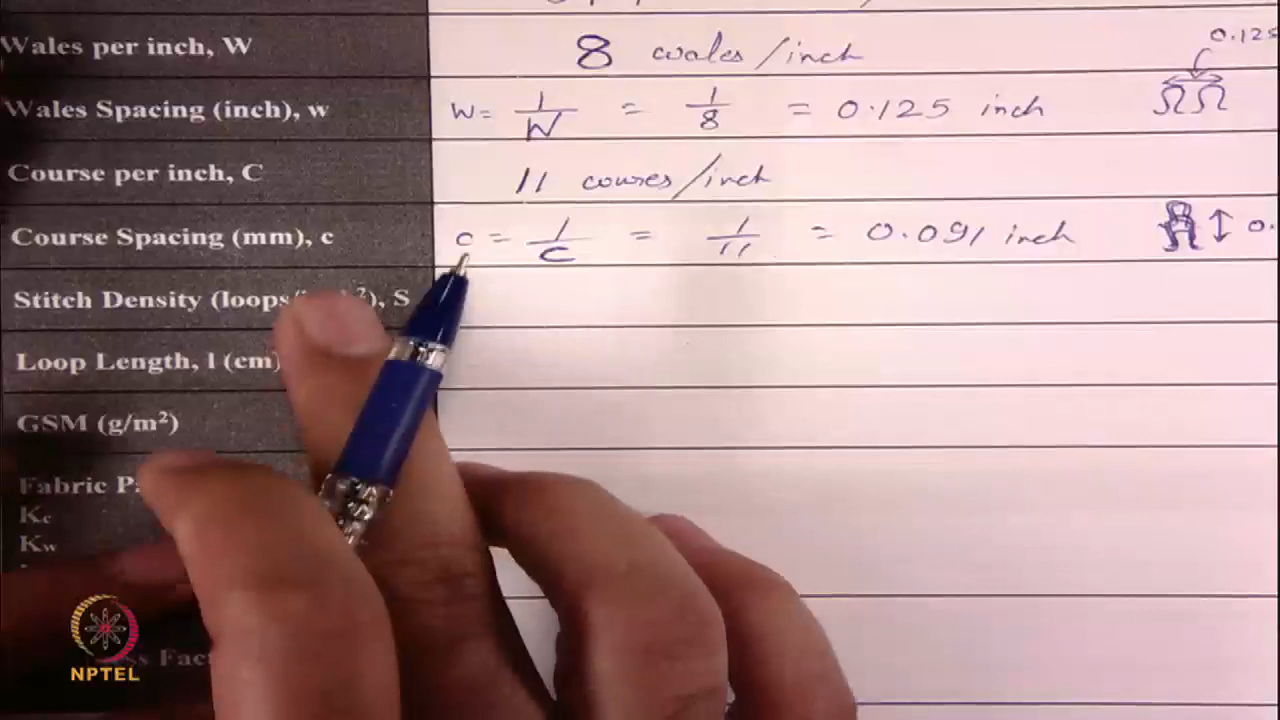 Wales per inch, W 8 wales/inch 0.125
Wales Spacing (inch), w w = 1/W = 1/8 = 0.125 inch
Course per inch, C 11 courses/inch
Course Spacing (mm), c c = 1/C = 1/11 = 0.091 inch 0.
Stitch Density (loops ²), S
Loop Length, l (cm)
GSM (g/m²)
Fabric
Kc
Kw
NPTEL